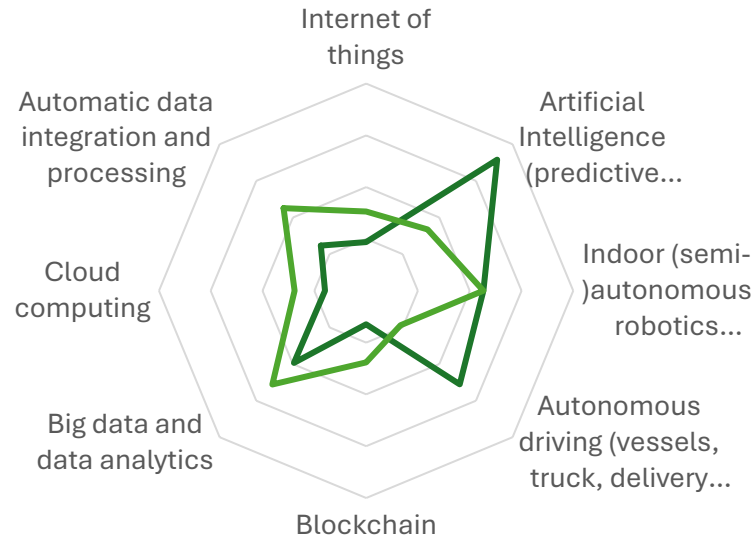 Internet of
things
Artificial
Intelligence
(predictive...
Indoor (semi-
)autonomous
robotics...
Autonomous
driving (vessels,
truck, delivery...
Blockchain
Big data and
data analytics
Cloud
computing
Automatic data
integration and
processing